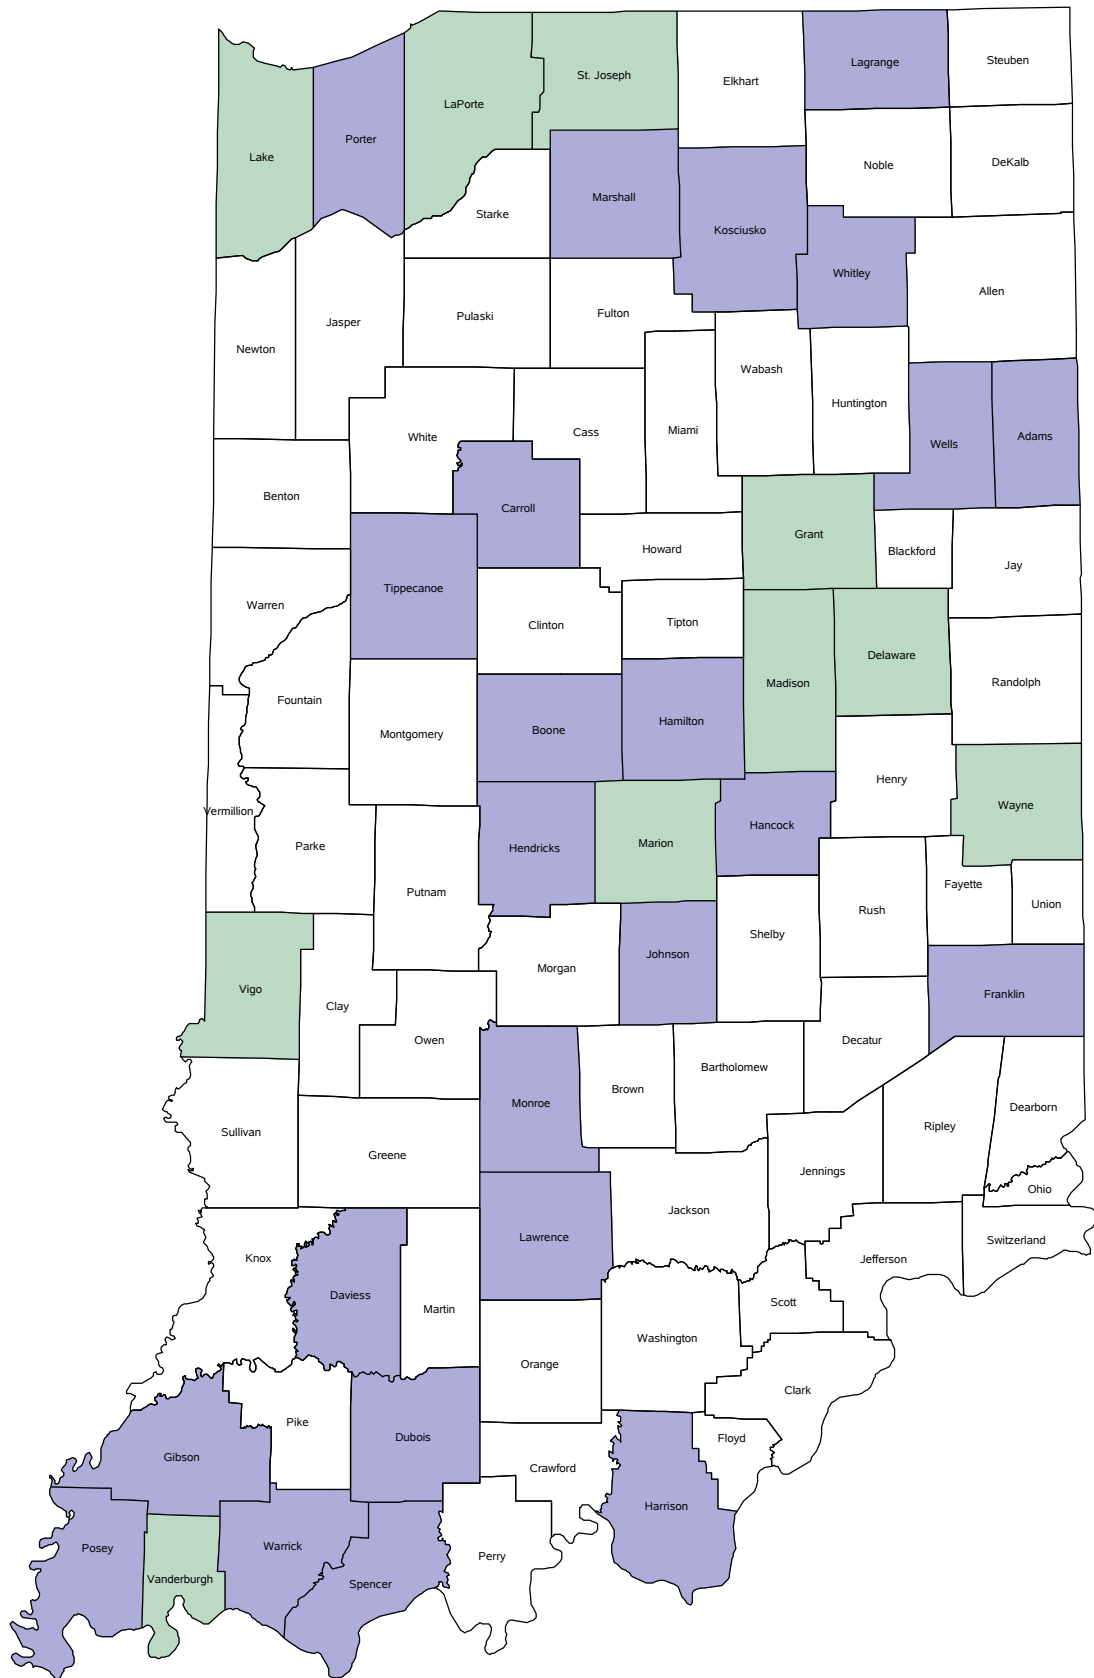 Steuben
Lagrange
St. Joseph
Elkhart
LaPorte
Porter
Lake
DeKalb
Noble
Marshall
Starke
Kosciusko
Whitley
Allen
Fulton
Pulaski
Jasper
Newton
Wabash
Huntington
Miami
Cass
White
Wells
Adams
Benton
Carroll
Grant
Howard
Blackford
Jay
Tippecanoe
Warren
Clinton
Tipton
Delaware
Madison
Randolph
Fountain
Hamilton
Boone
Montgomery
Henry
Wayne
Vermillion
Hancock
Marion
Hendricks
Parke
Fayette
Putnam
Union
Rush
Shelby
Johnson
Morgan
Vigo
Franklin
Clay
Owen
Decatur
Bartholomew
Brown
Monroe
Dearborn
Ripley
Sullivan
Greene
Jennings
Ohio
Jackson
Lawrence
Switzerland
Knox
Jefferson
Daviess
Scott
Martin
Washington
Orange
Clark
Pike
Dubois
Floyd
Gibson
Crawford
Harrison
Warrick
Posey
Perry
Vanderburgh
Spencer